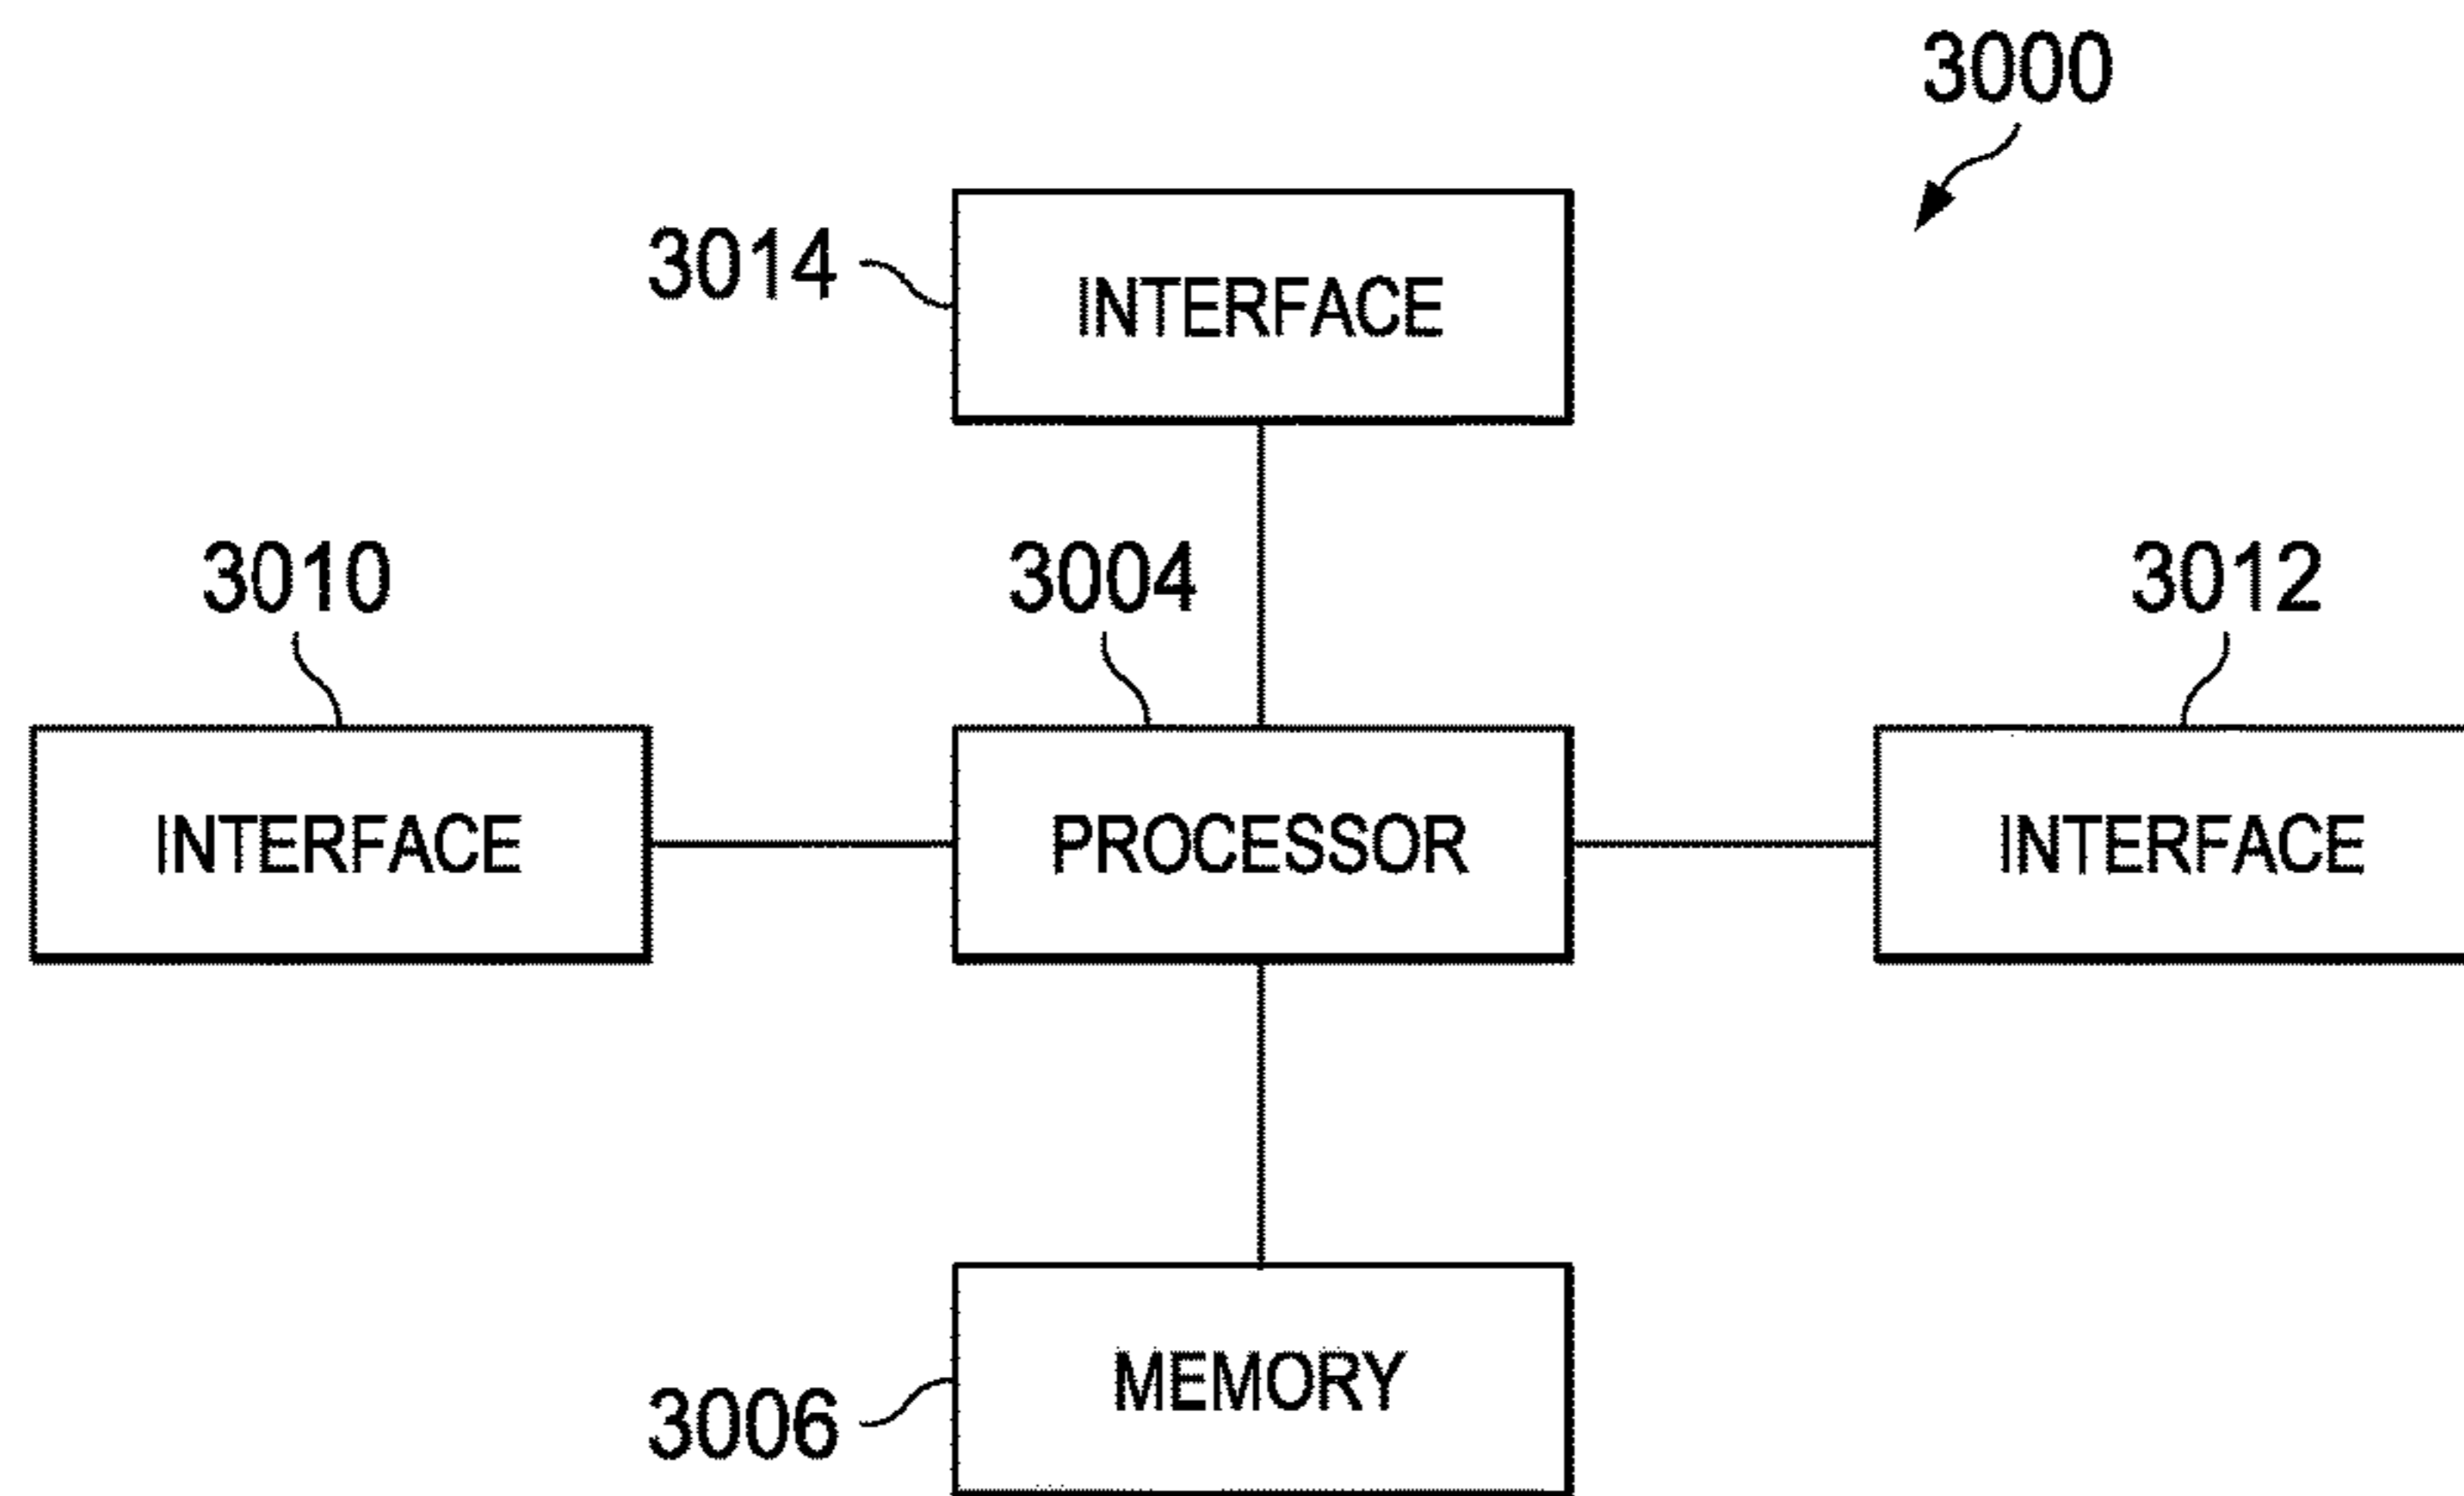 3000
3014
INTERFACE
3010
3004
3012
INTERFACE
PROCESSOR
INTERFACE
MEMORY
3006